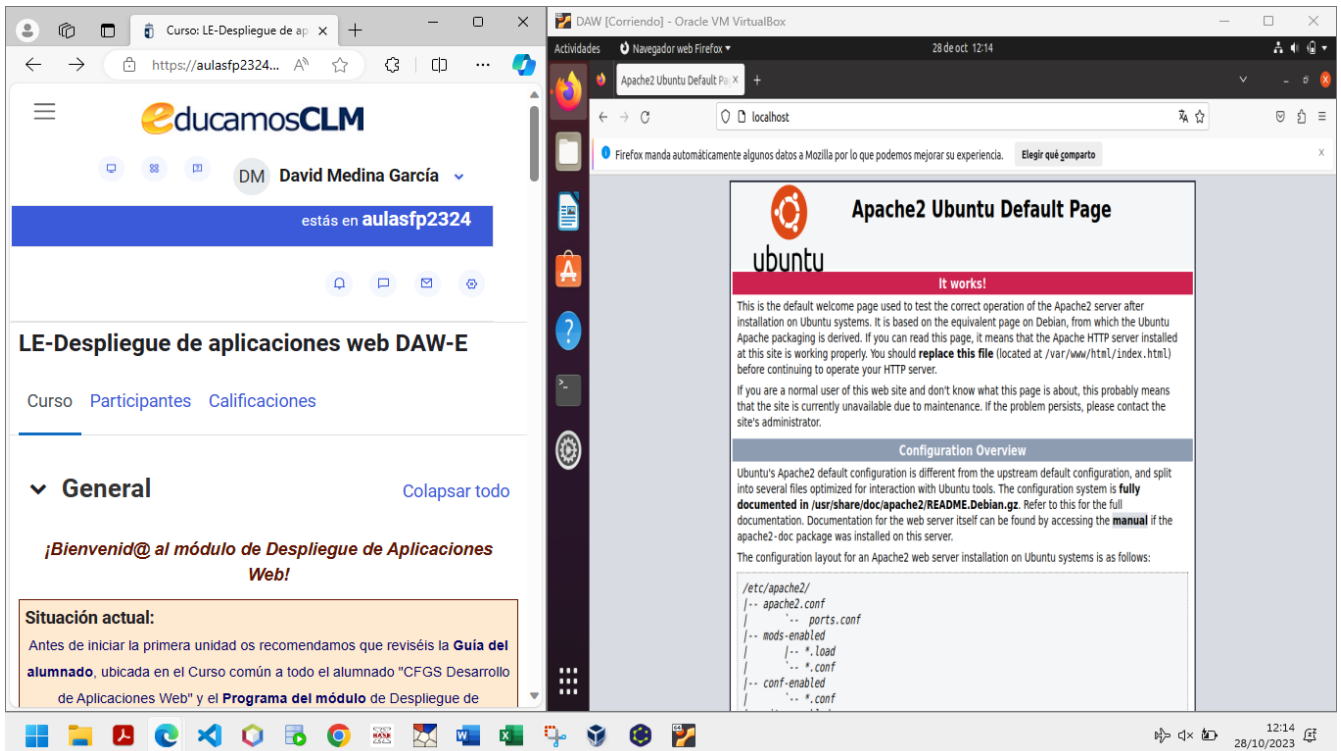 Curso: LE-Despliegue de ap
https://aulasfp2324...
educamosCLM
DM David Medina García
estás en aulasfp2324
LE-Despliegue de aplicaciones web DAW-E
Curso Participantes Calificaciones
General Colapsar todo
¡Bienvenid@ al módulo de Despliegue de Aplicaciones
Web!
Situación actual:
Antes de iniciar la primera unidad os recomendamos que reviséis la Guía del
alumnado, ubicada en el Curso común a todo el alumnado "CFGS Desarrollo
de Aplicaciones Web" y el Programa del módulo de Despliegue de
DAW [Corriendo] - Oracle VM VirtualBox
Actividades Navegador web Firefox 28 de oct 12:14
Apache2 Ubuntu Default Pa
localhost
Firefox manda automáticamente algunos datos a Mozilla por lo que podemos mejorar su experiencia. Elegir qué comparto
ubuntu
Apache2 Ubuntu Default Page
It works!
This is the default welcome page used to test the correct operation of the Apache2 server after
installation on Ubuntu systems. It is based on the equivalent page on Debian, from which the Ubuntu
Apache packaging is derived. If you can read this page, it means that the Apache HTTP server installed
at this site is working properly. You should replace this file (located at /var/www/html/index.html)
before continuing to operate your HTTP server.
If you are a normal user of this web site and don't know what this page is about, this probably means
that the site is currently unavailable due to maintenance. If the problem persists, please contact the
site's administrator.
Configuration Overview
Ubuntu's Apache2 default configuration is different from the upstream default configuration, and split
into several files optimized for interaction with Ubuntu tools. The configuration system is fully
documented in /usr/share/doc/apache2/README.Debian.gz. Refer to this for the full
documentation. Documentation for the web server itself can be found by accessing the manual if the
apache2-doc package was installed on this server.
The configuration layout for an Apache2 web server installation on Ubuntu systems is as follows:
/etc/apache2/
|-- apache2.conf
| `-- ports.conf
|-- mods-enabled
| |-- *.load
| `-- *.conf
|-- conf-enabled
| `-- *.conf
12:14
28/10/2023